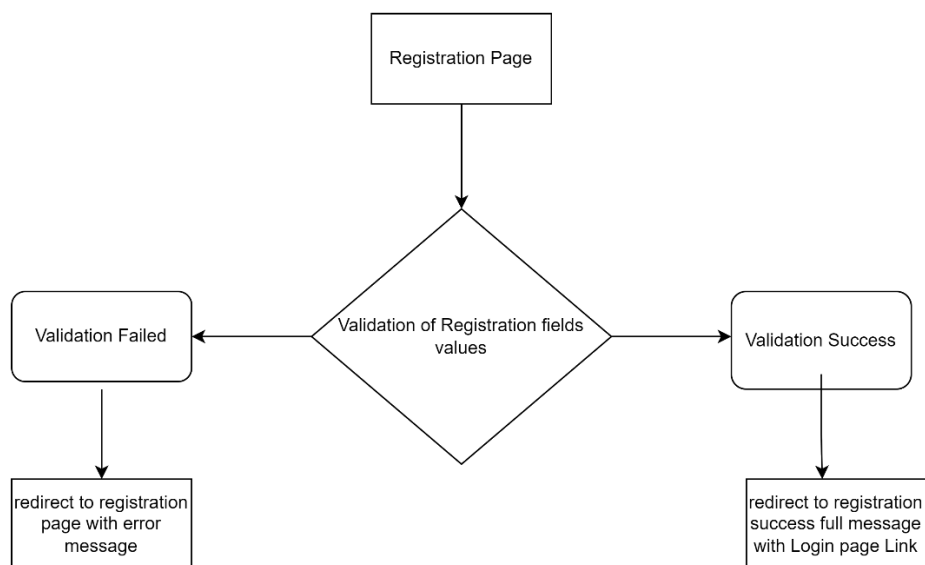 Registration Page
Validation Failed
Validation of Registration fields
values
Validation Success
redirect to registration
page with error
message
redirect to registration
success full message
with Login page Link